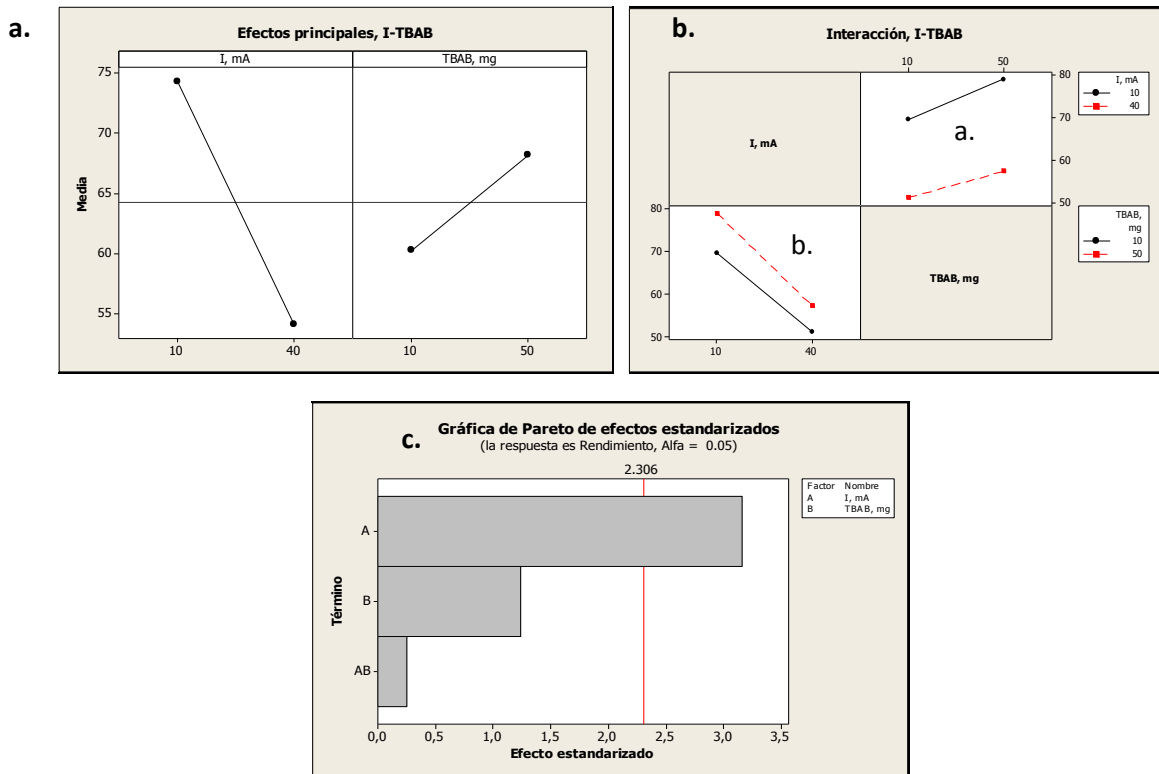 a.
Efectos principales, I-TBAB
I, mA
TBAB, mg
Media
75
70
65
60
55
10
40
10
50
b.
Interacción, I-TBAB
10
50
I, mA
a.
80
70
60
50
I, mA
10
40
80
70
60
50
b.
TBAB, mg
TBAB,
mg
10
50
10
40
c.
Gráfica de Pareto de efectos estandarizados
(la respuesta es Rendimiento, Alfa = 0.05)
2.306
Término
A
B
AB
Factor Nombre
A I, mA
B TBAB, mg
0,0 0,5 1,0 1,5 2,0 2,5 3,0 3,5
Efecto estandarizado